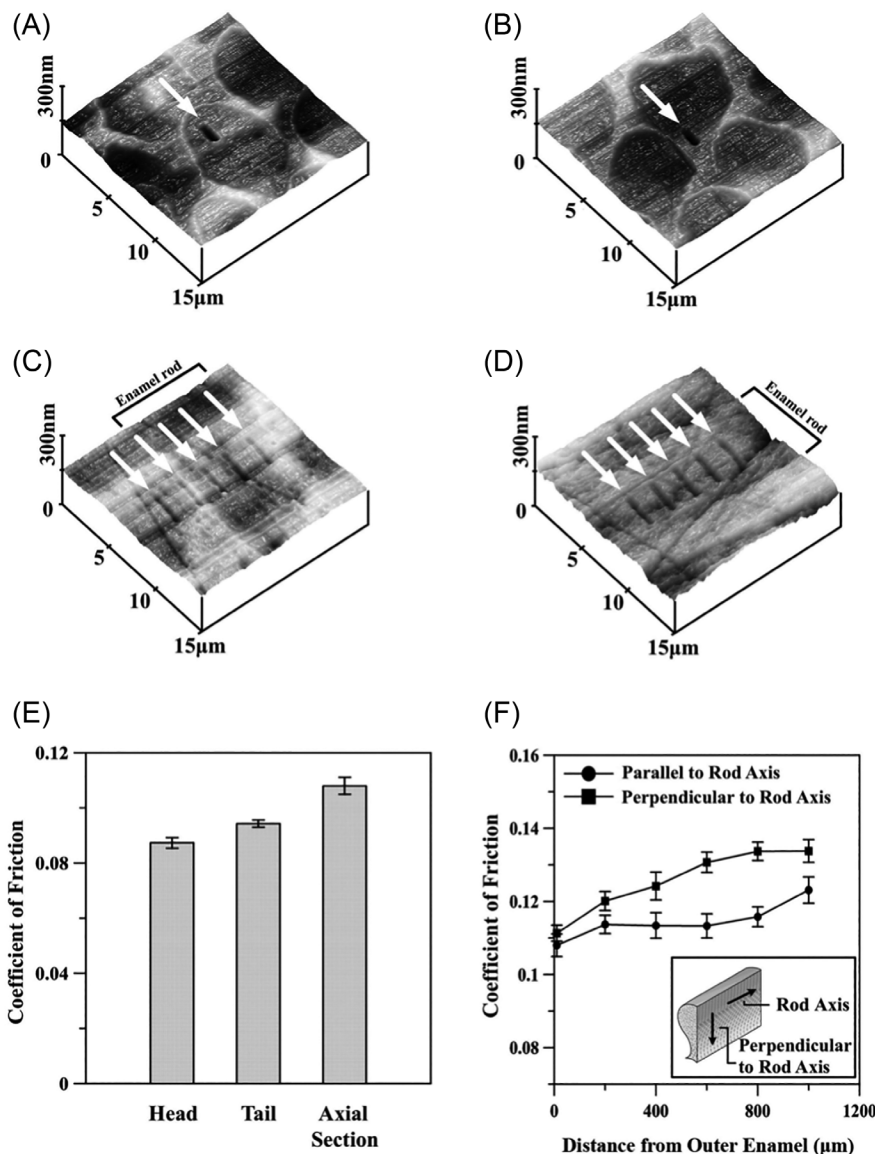 (A)
300nm
0
5
10
15μm
(B)
300nm
0
5
10
15μm
(C)
Enamel rod
300nm
0
5
10
15μm
(D)
Enamel rod
300nm
0
5
10
15μm
(E)
0.12
0.08
0.04
0
Coefficient of Friction
Head
Tail
Axial
Section
(F)
0.16
0.14
0.12
0.1
0.08
Coefficient of Friction
Parallel to Rod Axis
Perpendicular to Rod Axis
Rod Axis
Perpendicular
to Rod Axis
0
400
800
1200
Distance from Outer Enamel (μm)